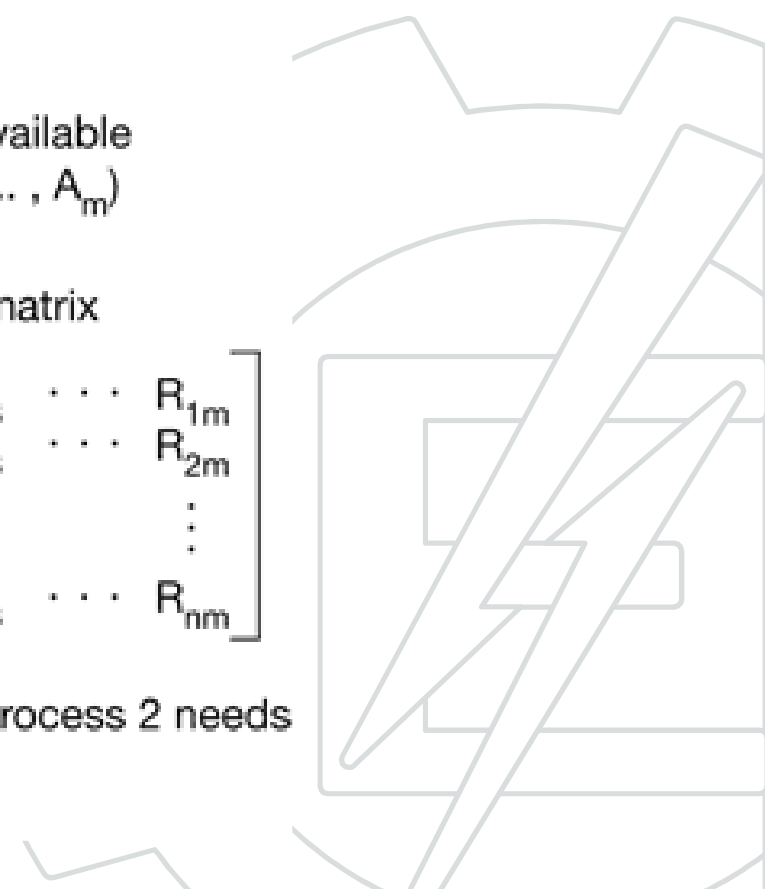 vailable
.. , Aₘ)
natrix
s · · · R₁ₘ
s · · · R₂ₘ
⋮
s · · · Rₙₘ
rocess 2 needs